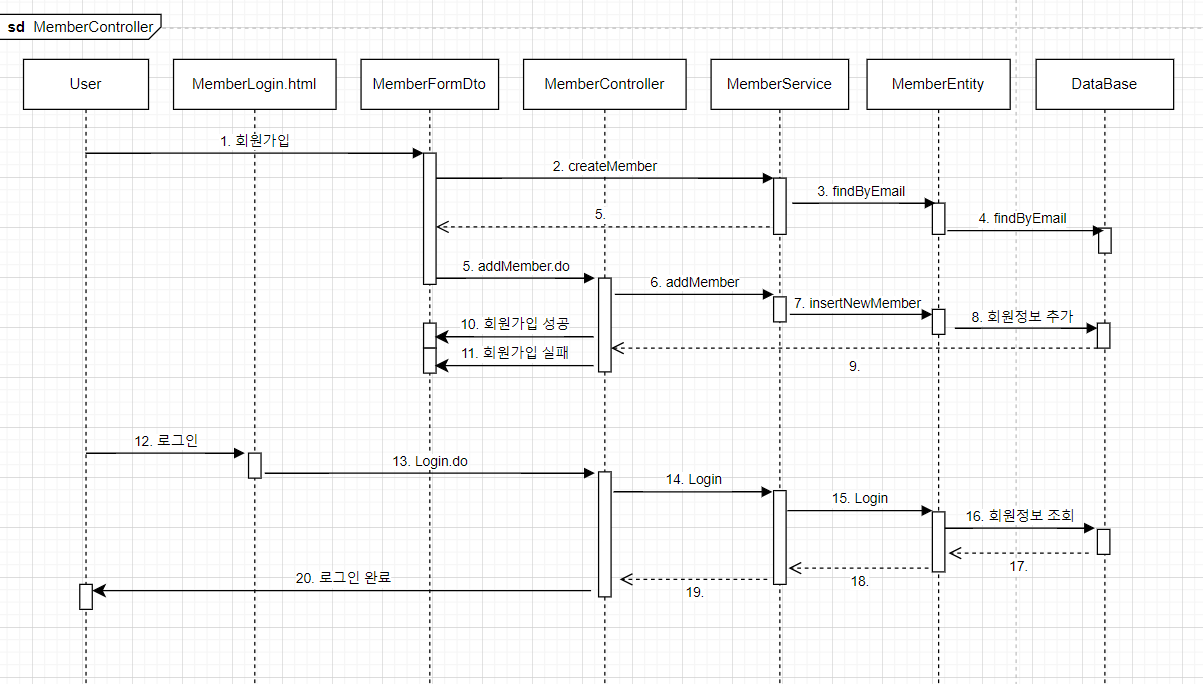 sd MemberController
User
MemberLogin.html
MemberFormDto
MemberController
MemberService
MemberEntity
DataBase
1. 회원가입
2. createMember
3. findByEmail
4. findByEmail
5.
5. addMember.do
6. addMember
7. insertNewMember
8. 회원정보 추가
10. 회원가입 성공
11. 회원가입 실패
9.
12. 로그인
13. Login.do
14. Login
15. Login
16. 회원정보 조회
17.
18.
19.
20. 로그인 완료